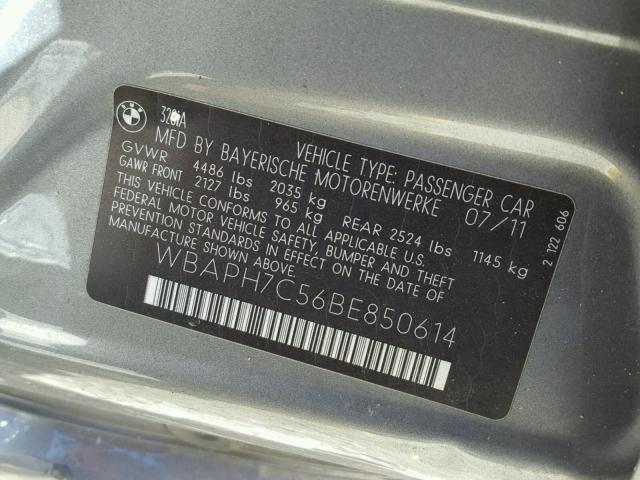 BMW
VEHICLE TYPE: PASSENGER CAR
MFD BY BAYERISCHE MOTORENWERKE 07/11
GVWR 4486 lbs 2035 kg
GAWR FRONT 2127 lbs 965 kg REAR 2524 lbs 1145 kg
THIS VEHICLE CONFORMS TO ALL APPLICABLE U.S.
FEDERAL MOTOR VEHICLE SAFETY, BUMPER, AND THEFT
PREVENTION STANDARDS IN EFFECT ON THE DATE OF
MANUFACTURE SHOWN ABOVE.
WBAPH7C56BE850614
2 122 606